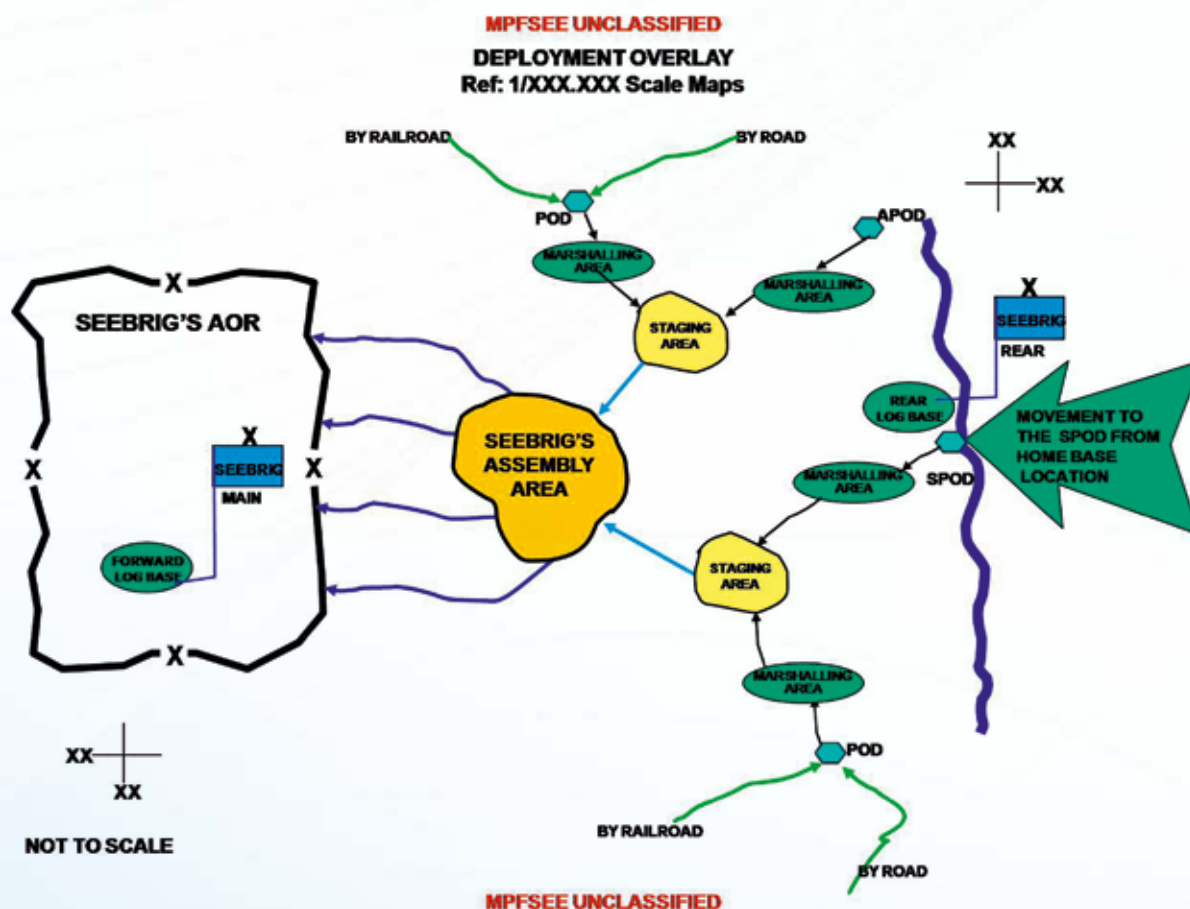 MPFSEE UNCLASSIFIED
DEPLOYMENT OVERLAY
Ref: 1/XXX.XXX Scale Maps
BY RAILROAD
BY ROAD
XX
XX
POD
APOD
MARSHALLING
AREA
MARSHALLING
AREA
X
SEEBRIG'S AOR
STAGING
AREA
X
SEEBRIG
REAR
REAR
LOG BASE
MOVEMENT TO
THE SPOD FROM
HOME BASE
LOCATION
SEEBRIG'S
ASSEMBLY
AREA
X
SEEBRIG
MAIN
X
X
MARSHALLING
AREA
SPOD
FORWARD
LOG BASE
STAGING
AREA
X
MARSHALLING
AREA
XX
XX
POD
NOT TO SCALE
BY RAILROAD
BY ROAD
MPFSEE UNCLASSIFIED